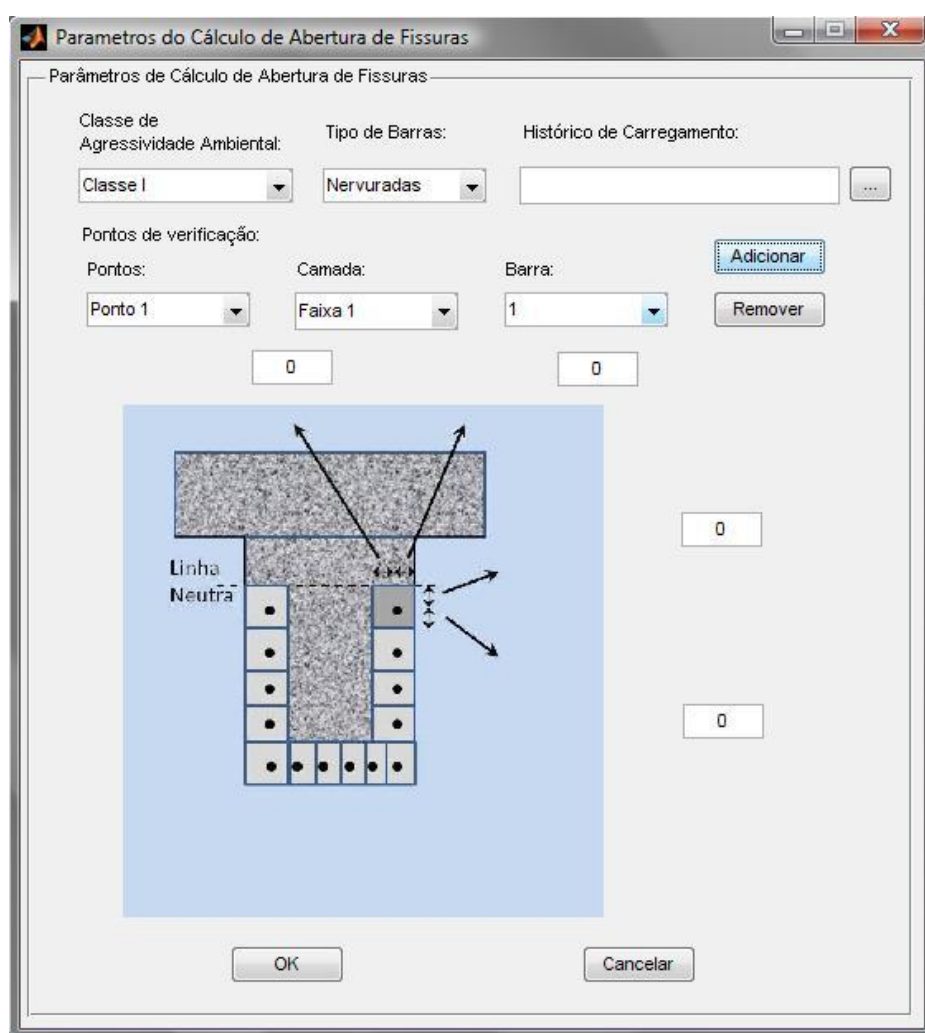 Parametros do Cálculo de Abertura de Fissuras
Parâmetros de Cálculo de Abertura de Fissuras
Classe de
Agressividade Ambiental:
Tipo de Barras:
Histórico de Carregamento:
Classe I
Nervuradas
...
Pontos de verificação:
Adicionar
Pontos:
Camada:
Barra:
Ponto 1
Faixa 1
1
Remover
0
0
0
Linha
Neutra
0
OK
Cancelar